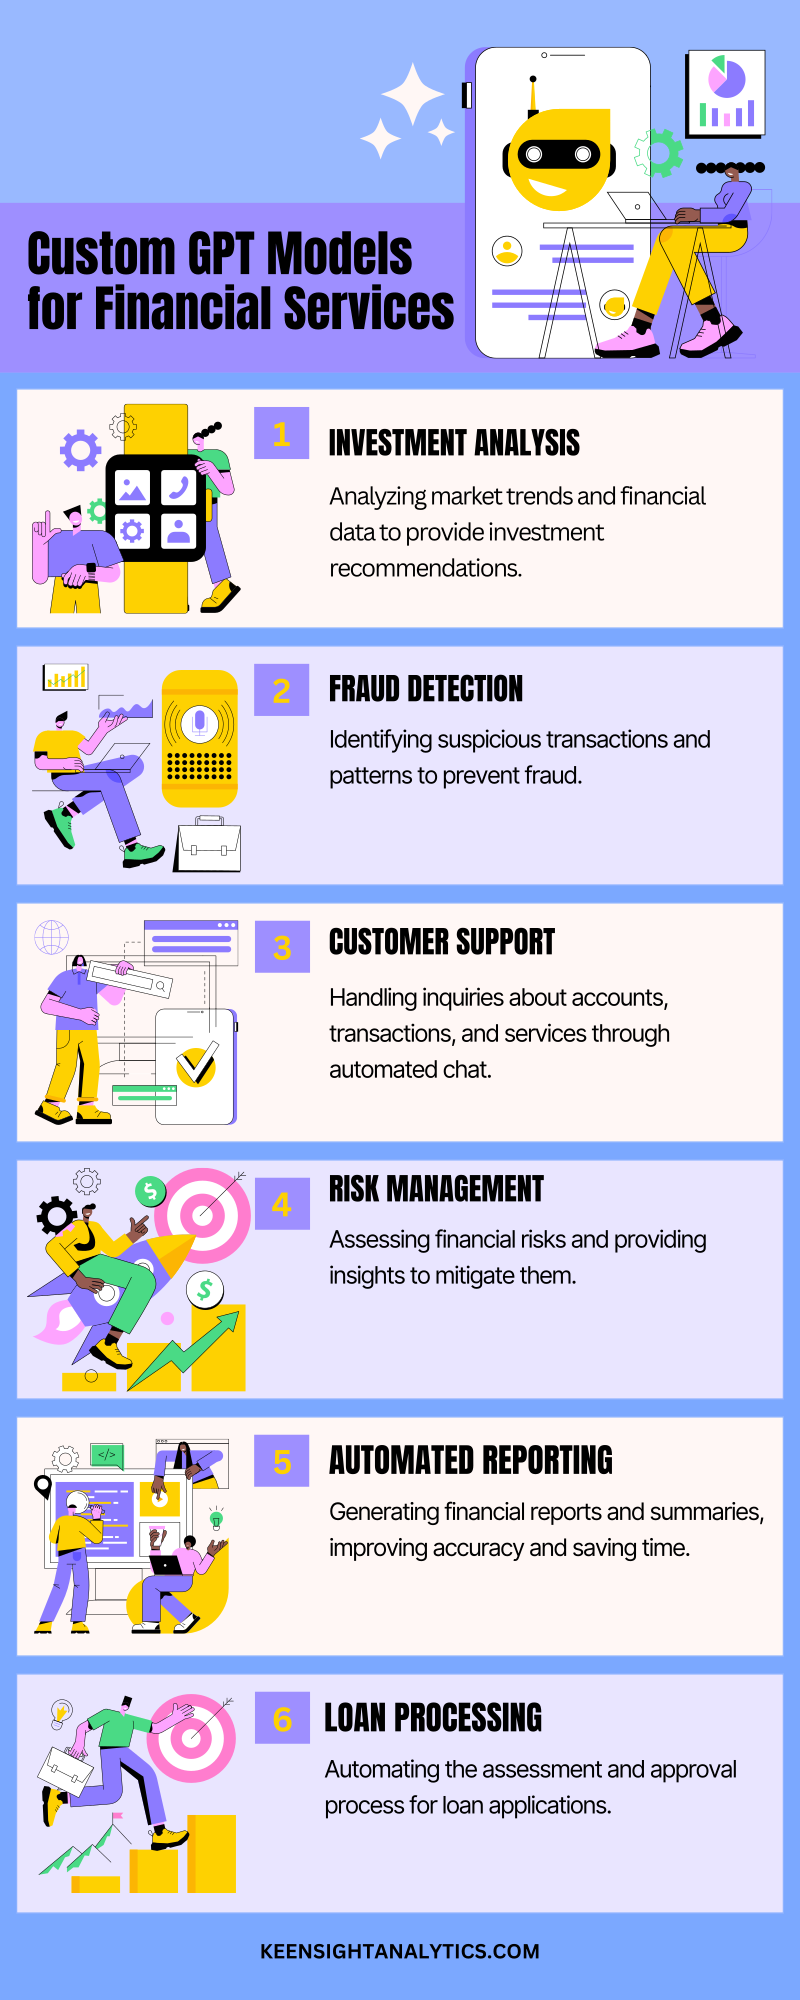 Custom GPT Models
for Financial Services
1
INVESTMENT ANALYSIS
Analyzing market trends and financial
data to provide investment
recommendations.
2
FRAUD DETECTION
Identifying suspicious transactions and
patterns to prevent fraud.
3
CUSTOMER SUPPORT
Handling inquiries about accounts,
transactions, and services through
automated chat.
$
$
4
RISK MANAGEMENT
Assessing financial risks and providing
insights to mitigate them.
</>
5
AUTOMATED REPORTING
Generating financial reports and summaries,
improving accuracy and saving time.
6
LOAN PROCESSING
Automating the assessment and approval
process for loan applications.
KEENSIGHTANALYTICS.COM